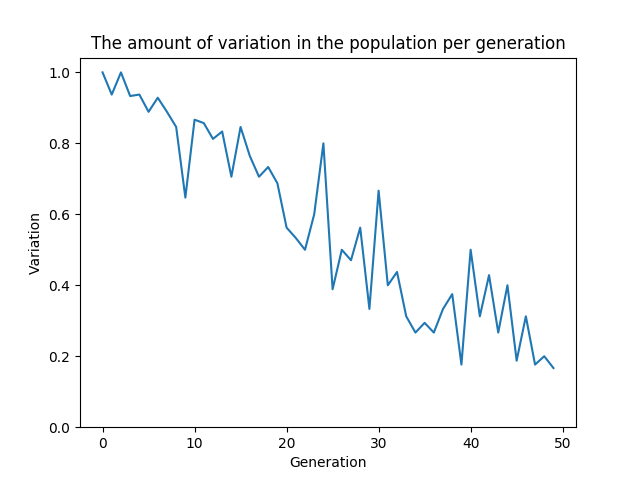 The amount of variation in the population per generation
1.0
0.8
0.6
0.4
0.2
0.0
Variation
0 10 20 30 40 50
Generation